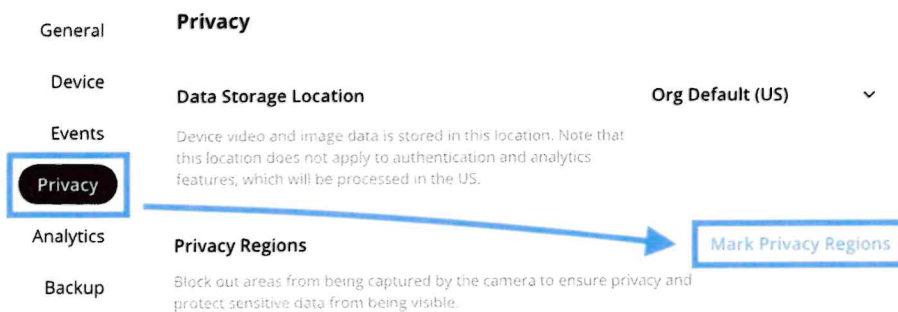 General
Device
Events
Privacy
Analytics
Backup
Privacy
Data Storage Location
Org Default (US)
Device video and image data is stored in this location. Note that
this location does not apply to authentication and analytics
features, which will be processed in the US.
Privacy Regions
Mark Privacy Regions
Block out areas from being captured by the camera to ensure privacy and
protect sensitive data from being visible.